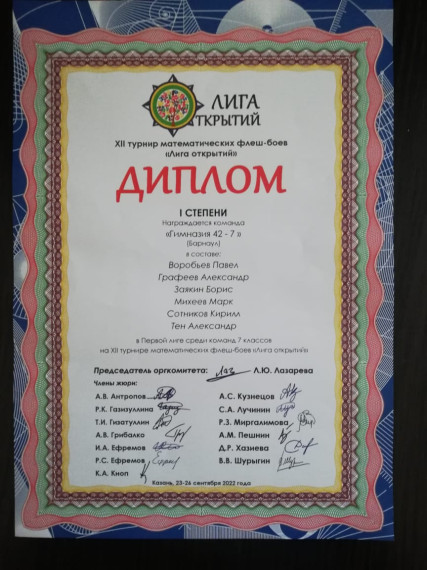 ЛИГА
ОТКРЫТИЙ
XII турнир математических флеш-боев
«Лига открытий»
ДИПЛОМ
I СТЕПЕНИ
Награждается команда
«Гимназия 42 - 7 »
(Барнаул)
в составе:
Воробьев Павел
Графеев Александр
Заякин Борис
Михеев Марк
Сотников Кирилл
Тен Александр
в Первой лиге среди команд 7 классов
на XII турнире математических флеш-боев «Лига открытий»
Председатель оргкомитета: Л.Ю. Лазарева
Члены жюри:
А.В. Антропов А.С. Кузнецов
Р.К. Газизуллина С.А. Лучинин
Т.И. Гизатуллин Р.З. Миргалимова
А.В. Грибалко А.М. Пешнин
И.А. Ефремов Д.Р. Хазиева
Р.С. Ефремов В.В. Шурыгин
К.А. Кноп
Казань, 23-26 сентября 2022 года